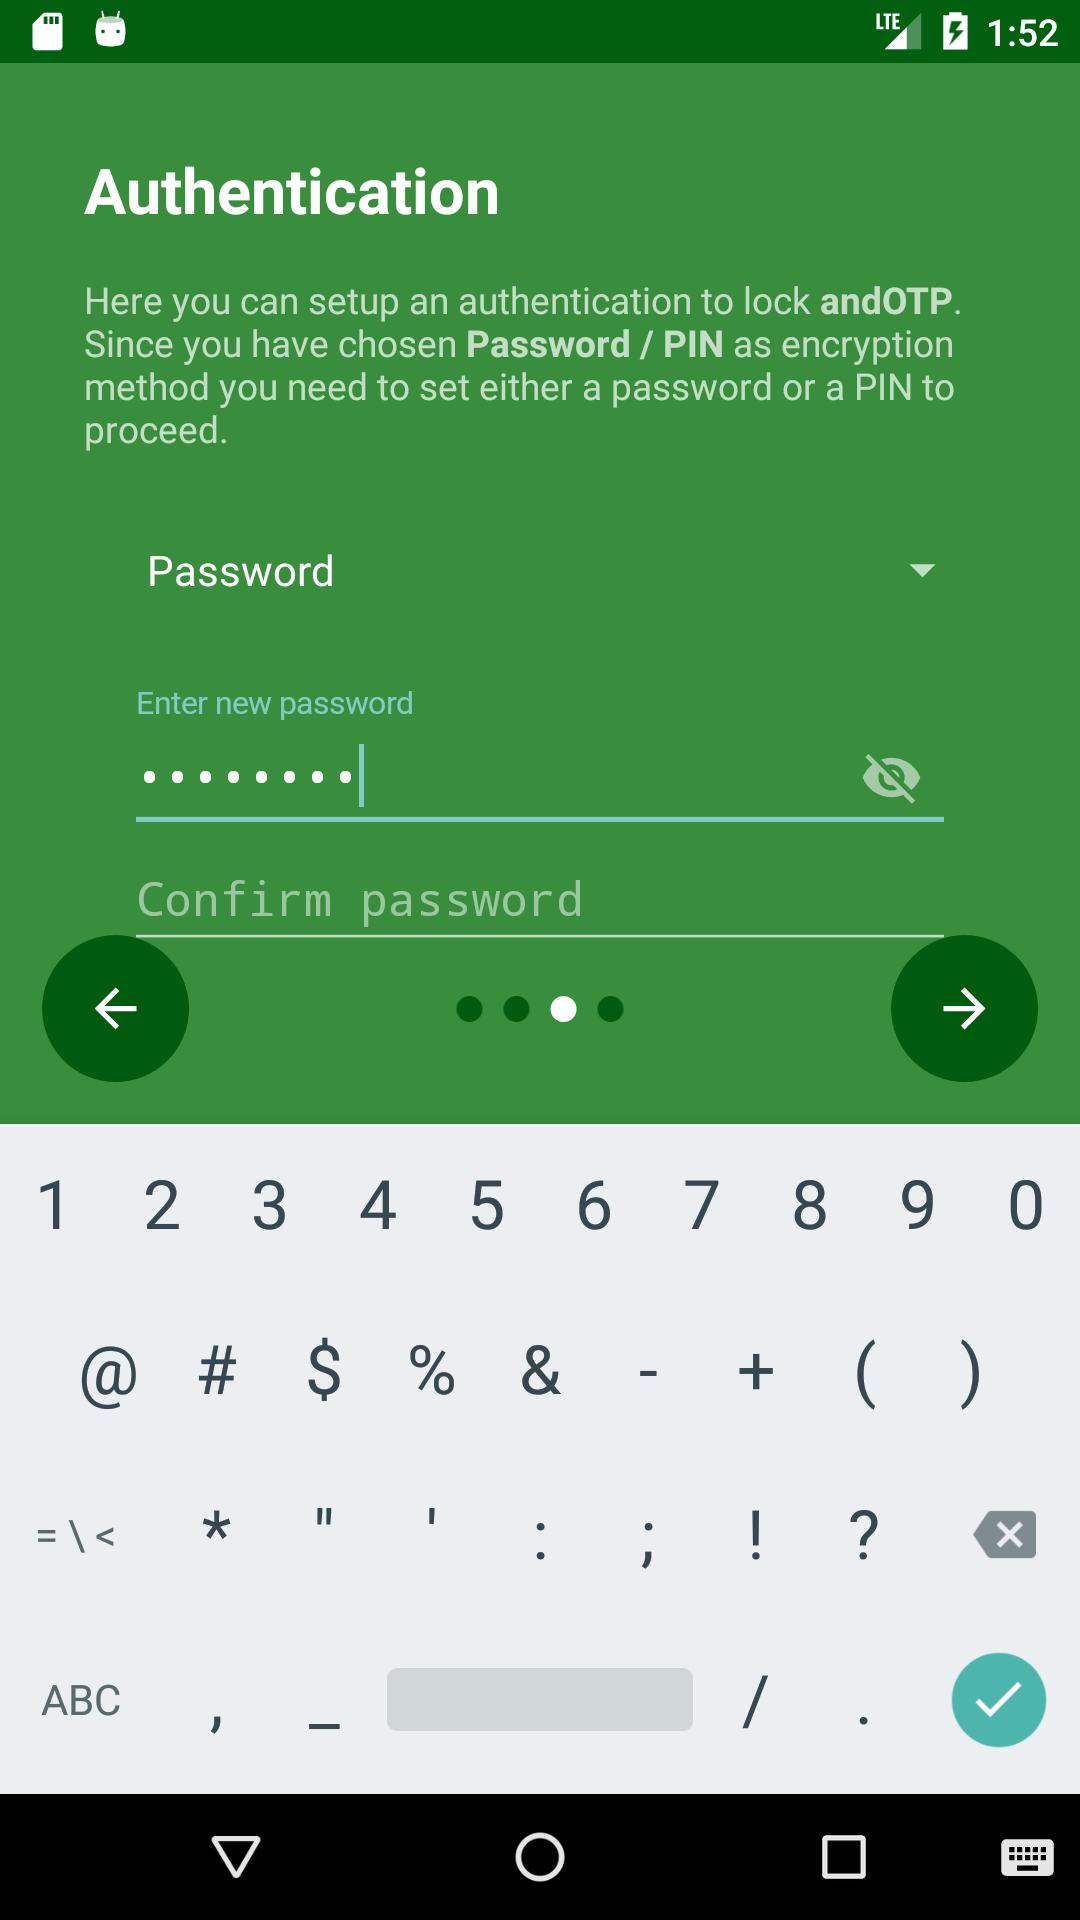 LTE 1:52
Authentication
Here you can setup an authentication to lock andOTP.
Since you have chosen Password / PIN as encryption
method you need to set either a password or a PIN to
proceed.
Password
Enter new password
••••••••
Confirm password
1 2 3 4 5 6 7 8 9 0
@ # $ % & - + ( )
= \ < * " ' : ; ! ?
ABC , _ / .